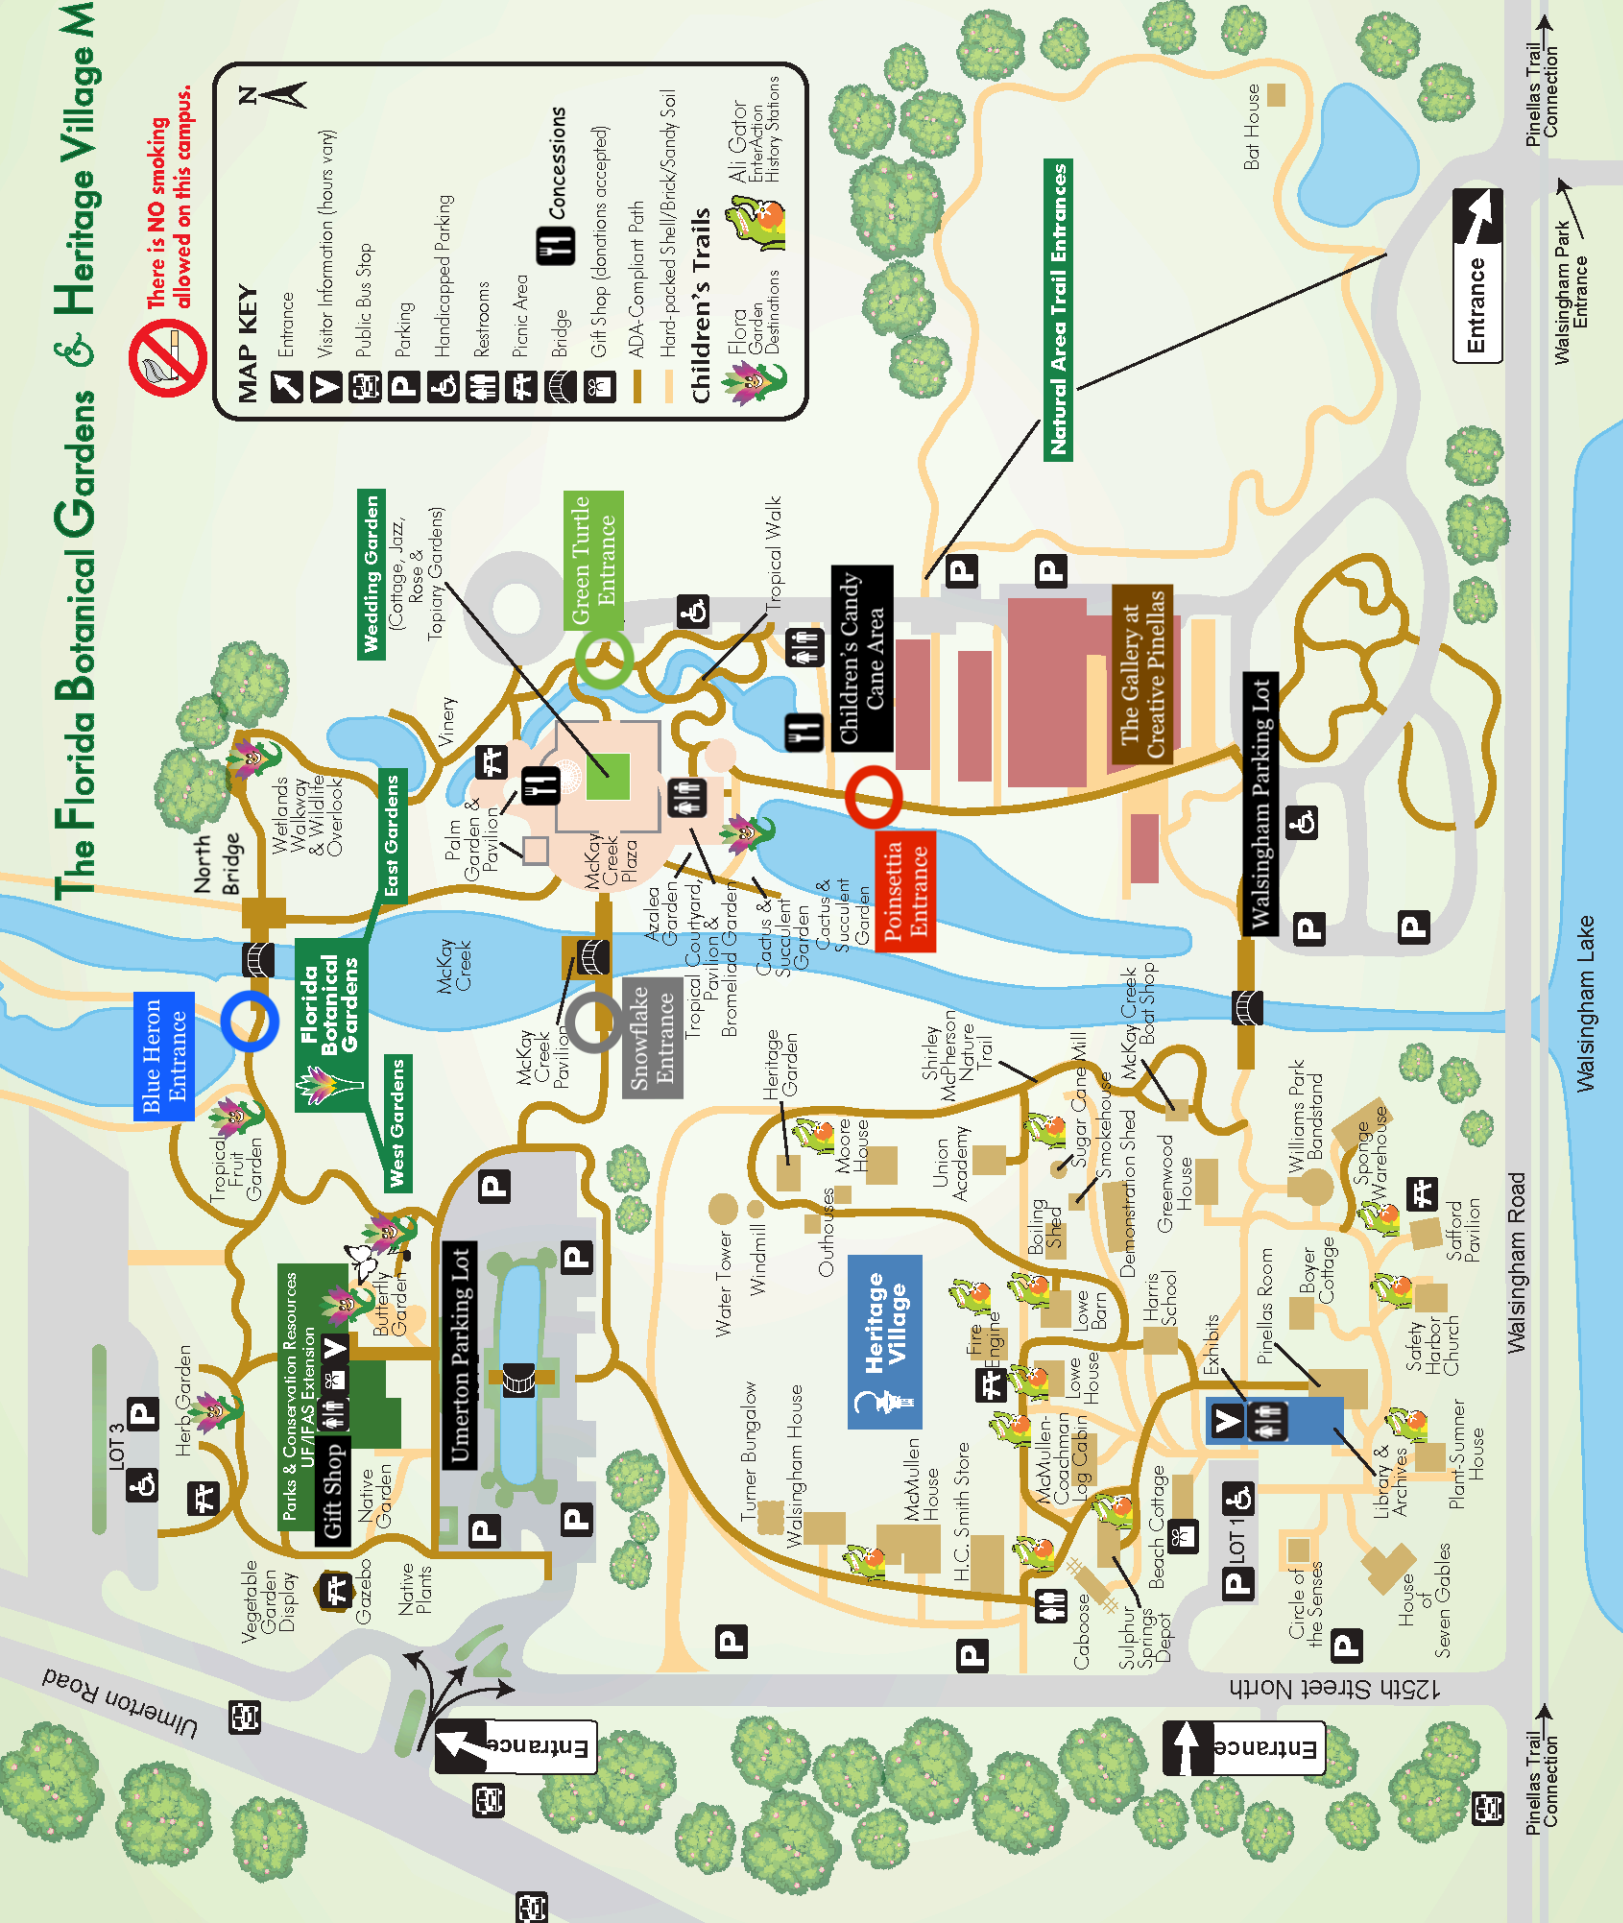 The Florida Botanical Gardens & Heritage Village M
There is NO smoking
allowed on this campus.
MAP KEY
N
Entrance
V
Visitor Information (hours vary)
Public Bus Stop
P
Parking
Handicapped Parking
Restrooms
Picnic Area
Concessions
Bridge
Gift Shop (donations accepted)
ADA-Compliant Path
Hard-packed Shell/Brick/Sandy Soil
Children's Trails
Flora
Garden
Destinations
Ali Gator
EnterAction
History Stations
Ulmerton Road
LOT 3
P
Herb Garden
Vegetable
Garden
Display
Gazebo
Native
Plants
Native
Garden
Parks & Conservation Resources
UF/IFAS Extension
Gift Shop
V
Butterfly
Garden
Tropical
Fruit
Garden
West Gardens
Florida
Botanical
Gardens
East Gardens
Blue Heron
Entrance
North
Bridge
Wetlands
Walkway
& Wildlife
Overlook
Vinery
Wedding Garden
(Cottage, Jazz,
Rose &
Topiary Gardens)
Palm
Garden &
Pavilion
McKay
Creek
McKay
Creek
Plaza
McKay
Creek
Pavilion
Snowflake
Entrance
Green Turtle
Entrance
Tropical Walk
Azalea
Garden
Tropical Courtyard,
Pavilion &
Bromeliad Garden
Cactus &
Succulent
Garden
Cactus &
Succulent
Garden
Poinsettia
Entrance
Children's Candy
Cane Area
The Gallery at
Creative Pinellas
P
P
Natural Area Trail Entrances
Bat House
Walsingham Parking Lot
P
P
Entrance
Walsingham Park
Entrance
Pinellas Trail
Connection
Umerton Parking Lot
P
P
P
P
Entrance
P
P
Water Tower
Windmill
Outhouses
Heritage
Garden
Moore
House
Shirley
McPherson
Nature
Trail
Union
Academy
Sugar Cane Mill
Smokehouse
Boiling
Shed
Demonstration Shed
McKay Creek
Boat Shop
Greenwood
House
Williams Park
Bandstand
Sponge
Warehouse
Safford
Pavilion
Heritage
Village
Turner Bungalow
Walsingham House
McMullen
House
H.C. Smith Store
Fire
Engine
Lowe
Barn
Lowe
House
Harris
School
McMullen-
Coachman
Log Cabin
Exhibits
Pinellas Room
Boyer
Cottage
Safety
Harbor
Church
V
Library &
Archives
Plant-Sumner
House
Beach Cottage
Caboose
Sulphur
Springs
Depot
P
LOT 1
Circle of
the Senses
House
of
Seven Gables
P
125th Street North
Entrance
Walsingham Road
Walsingham Lake
Pinellas Trail
Connection